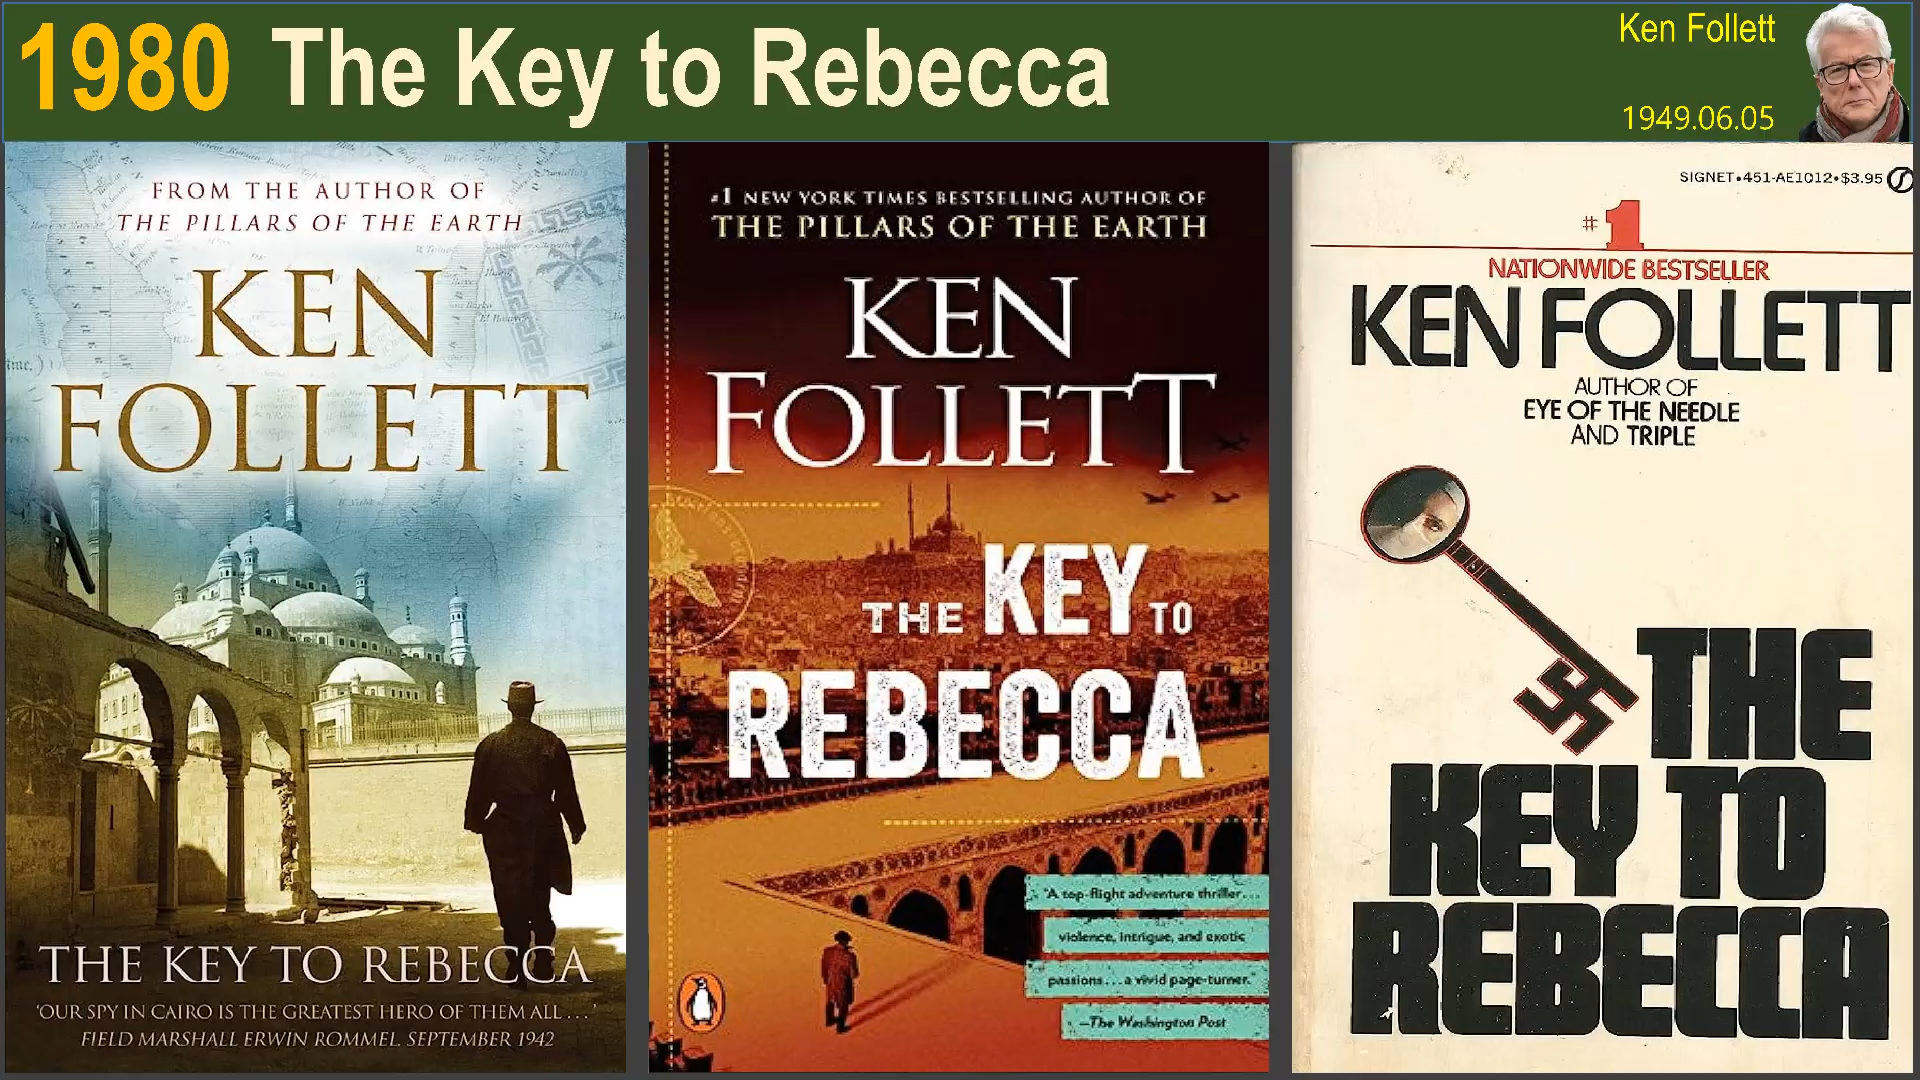 1980 The Key to Rebecca
Ken Follett
1949.06.05
FROM THE AUTHOR OF
THE PILLARS OF THE EARTH
KEN
FOLLETT
THE KEY TO REBECCA
'OUR SPY IN CAIRO IS THE GREATEST HERO OF THEM ALL...'
FIELD MARSHALL ERWIN ROMMEL. SEPTEMBER 1942
#1 NEW YORK TIMES BESTSELLING AUTHOR OF
THE PILLARS OF THE EARTH
KEN
FOLLETT
THE KEY TO
REBECCA
"A top-flight adventure thriller...
violence, intrigue, and exotic
passions...a vivid page-turner."
—The Washington Post
SIGNET•451-AE1012•$3.95
#1
NATIONWIDE BESTSELLER
KEN FOLLETT
AUTHOR OF
EYE OF THE NEEDLE
AND TRIPLE
THE
KEY TO
REBECCA